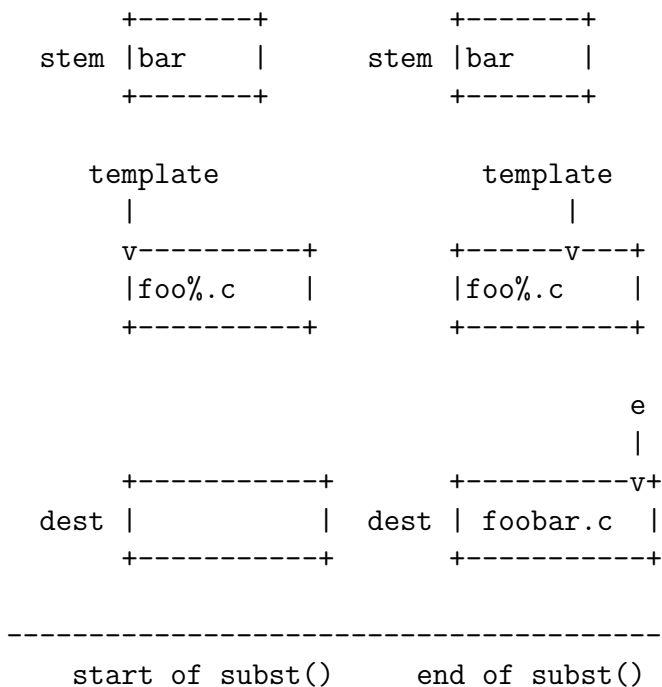 +-------+           +-------+
  stem |bar    |      stem |bar    |
       +-------+           +-------+

     template                template
       |                          |
       v----------+        +------v---+
       |foo%.c    |        |foo%.c    |
       +----------+        +----------+

                                      e
                                      |
       +-----------+       +----------v+
  dest |           |  dest | foobar.c  |
       +-----------+       +-----------+

----------------------------------------
    start of subst()     end of subst()